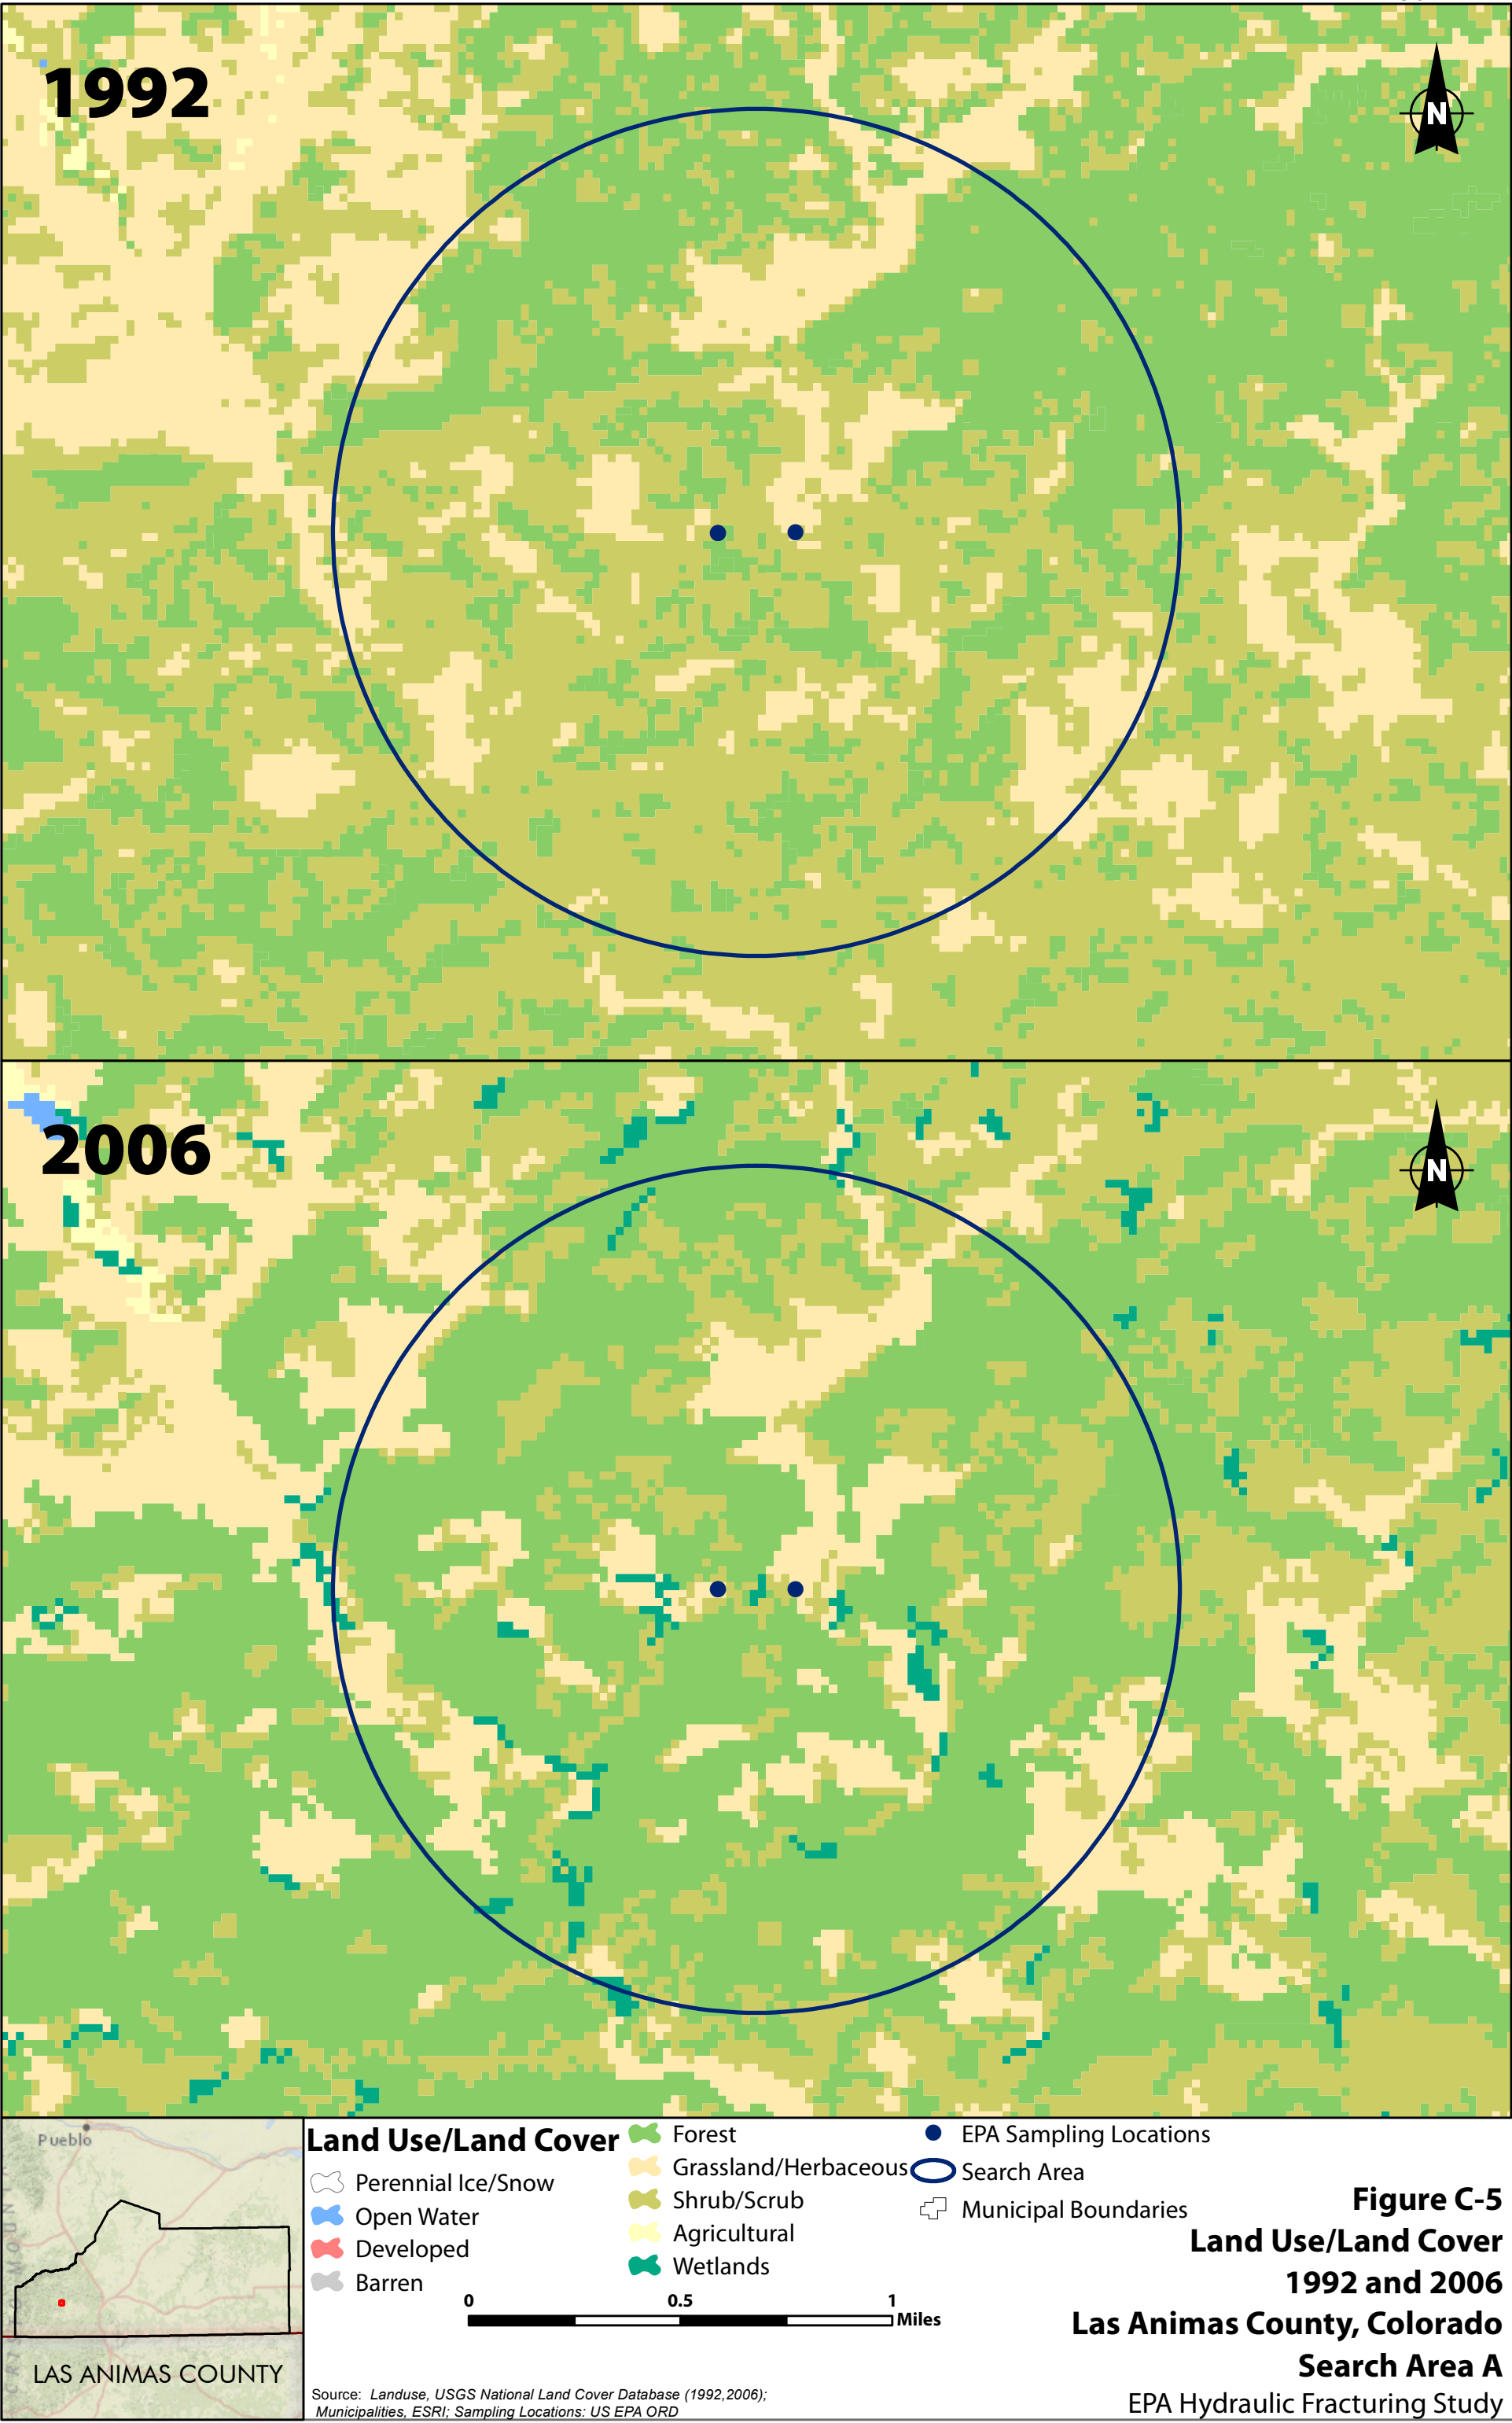 1992
N
2006
N
Pueblo
LAS ANIMAS COUNTY
Land Use/Land Cover
Perennial Ice/Snow
Open Water
Developed
Barren
Forest
Grassland/Herbaceous
Shrub/Scrub
Agricultural
Wetlands
EPA Sampling Locations
Search Area
Municipal Boundaries
0 0.5 1
Miles
Source: Landuse, USGS National Land Cover Database (1992,2006);
Municipalities, ESRI; Sampling Locations: US EPA ORD
Figure C-5
Land Use/Land Cover
1992 and 2006
Las Animas County, Colorado
Search Area A
EPA Hydraulic Fracturing Study